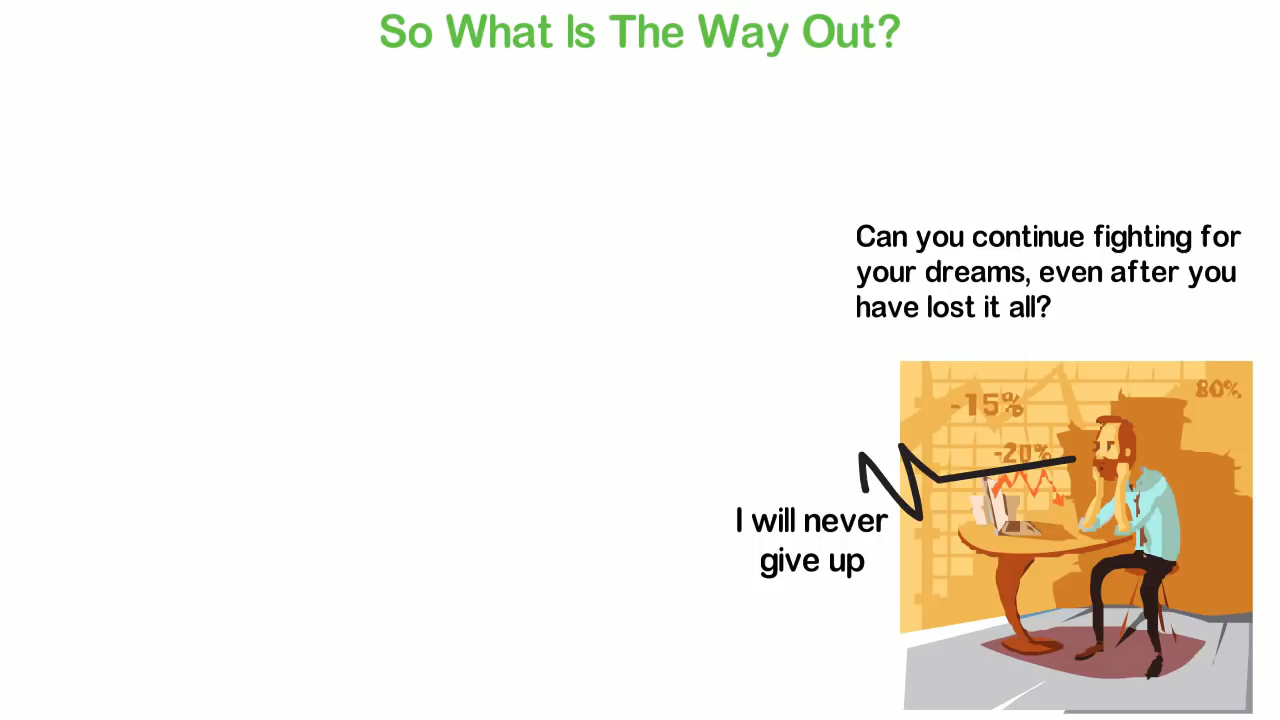 So What Is The Way Out?
Can you continue fighting for
your dreams, even after you
have lost it all?
-15%
80%
-20%
I will never
give up